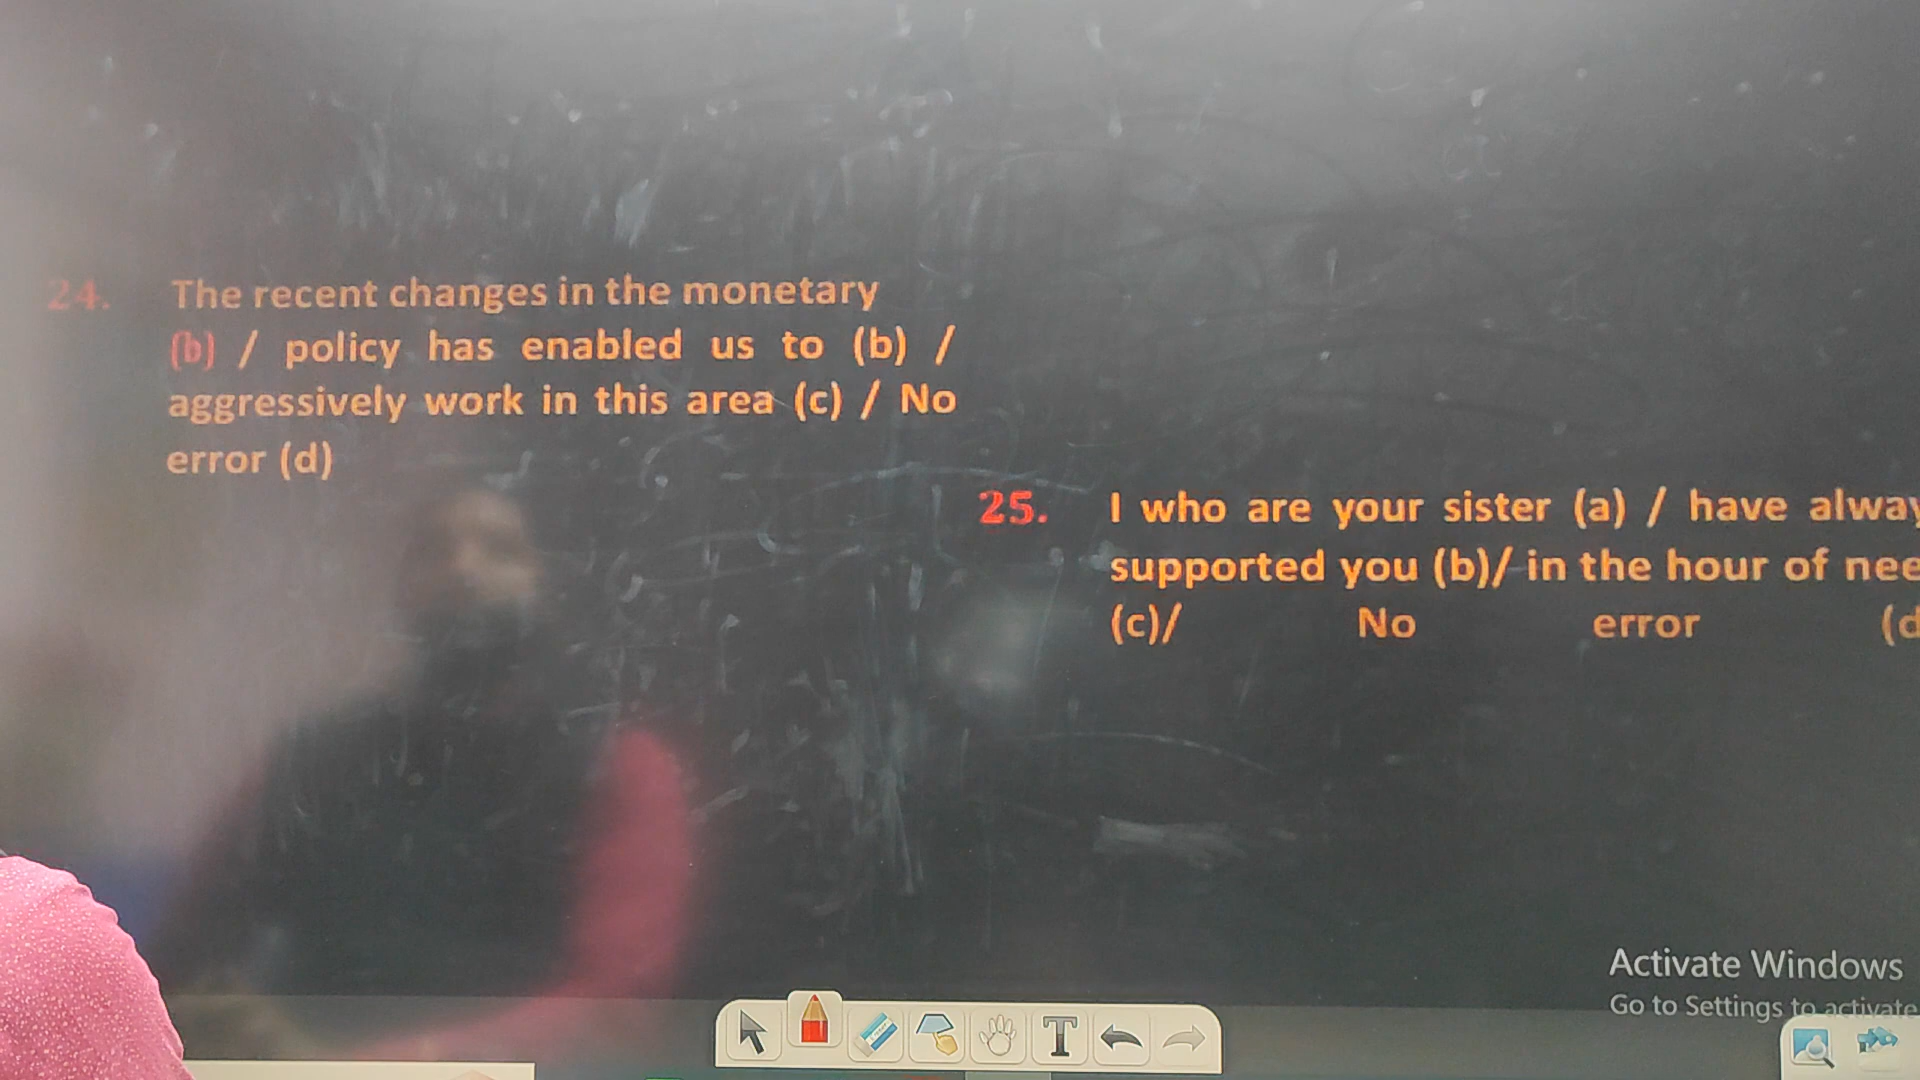 24. The recent changes in the monetary
(b) / policy has enabled us to (b) /
aggressively work in this area (c) / No
error (d)
25. I who are your sister (a) / have alway
supported you (b)/ in the hour of nee
(c)/ No error (d
Activate Windows
Go to Settings to activate
T